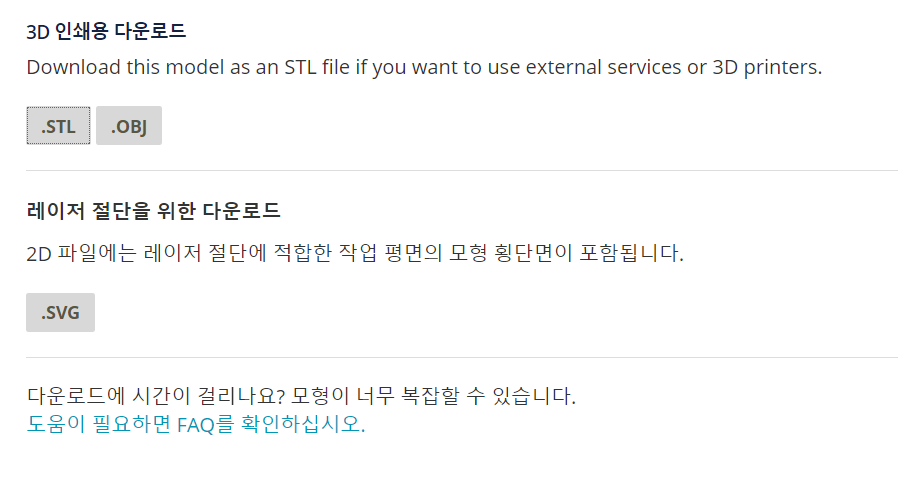 3D 인쇄용 다운로드
Download this model as an STL file if you want to use external services or 3D printers.
.STL .OBJ
레이저 절단을 위한 다운로드
2D 파일에는 레이저 절단에 적합한 작업 평면의 모형 횡단면이 포함됩니다.
.SVG
다운로드에 시간이 걸리나요? 모형이 너무 복잡할 수 있습니다.
도움이 필요하면 FAQ를 확인하십시오.